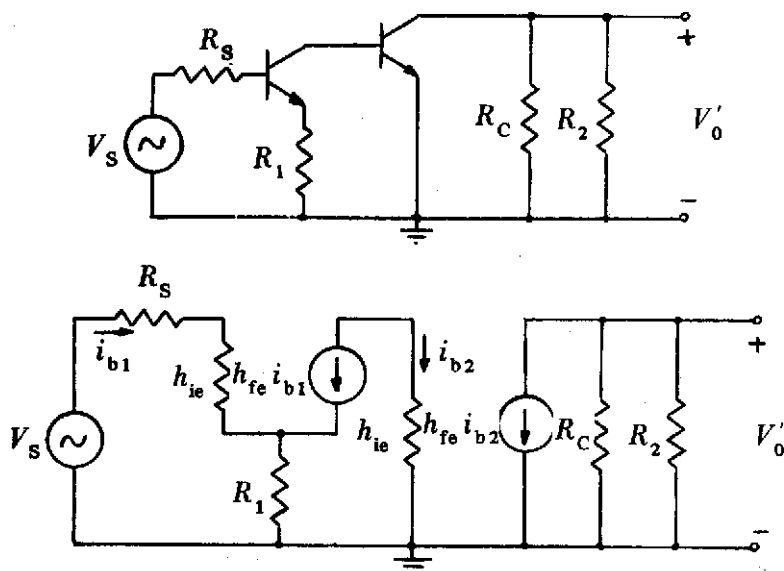 R_S
+
V_S
R_1
R_C
R_2
V_0'
−
R_S
i_b1
h_ie
h_fe i_b1
i_b2
+
V_S
R_1
h_ie
h_fe i_b2
R_C
R_2
V_0'
−